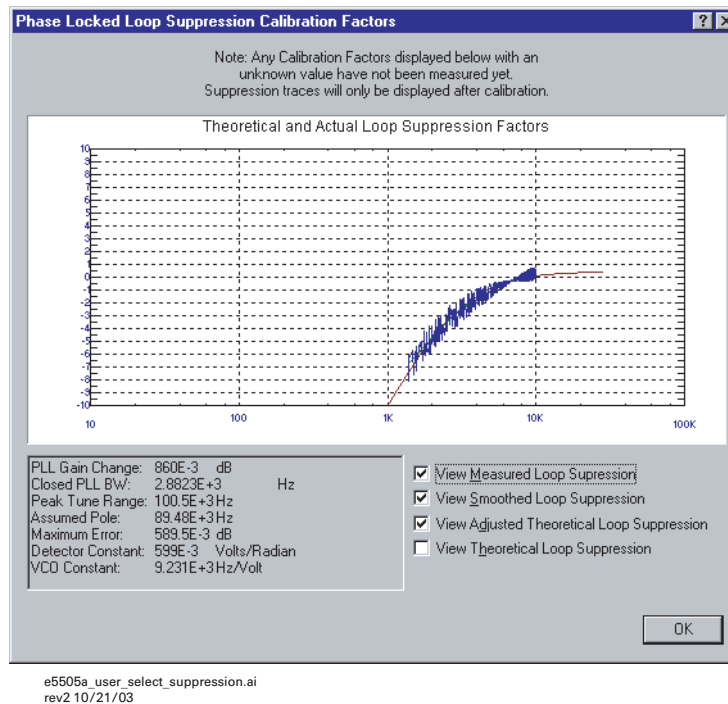 Phase Locked Loop Suppression Calibration Factors
Note: Any Calibration Factors displayed below with an
unknown value have not been measured yet.
Suppression traces will only be displayed after calibration.
Theoretical and Actual Loop Suppression Factors
10
9
8
7
6
5
4
3
2
1
0
-1
-2
-3
-4
-5
-6
-7
-8
-9
-10
10
100
1K
10K
100K
PLL Gain Change: 860E-3 dB
Closed PLL BW: 2.8823E+3 Hz
Peak Tune Range: 100.5E+3Hz
Assumed Pole: 89.48E+3Hz
Maximum Error: 589.5E-3 dB
Detector Constant: 599E-3 Volts/Radian
VCO Constant: 9.231E+3Hz/Volt
View Measured Loop Supression
View Smoothed Loop Suppression
View Adjusted Theoretical Loop Suppression
View Theoretical Loop Suppression
OK
e5505a_user_select_suppression.ai
rev2 10/21/03